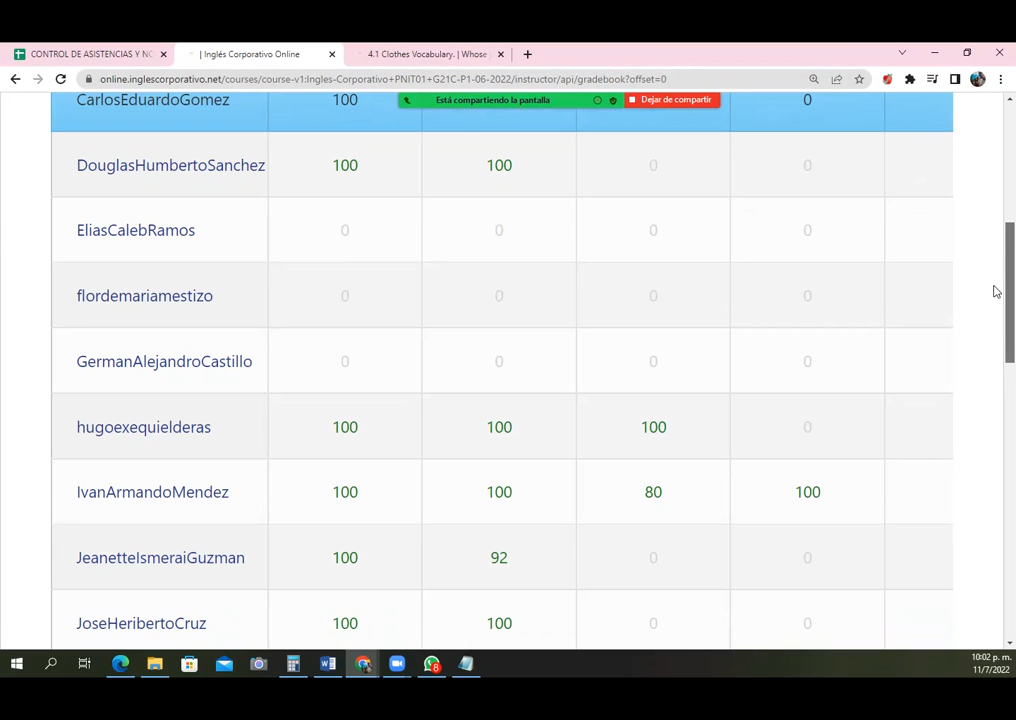 CONTROL DE ASISTENCIAS Y NO
| Inglés Corporativo Online
4.1 Clothes Vocabulary. | Whose
online.inglescorporativo.net/courses/course-v1:Ingles-Corporativo+PNIT01+G21C-P1-06-2022/instructor/api/gradebook?offset=0
Está compartiendo la pantalla
Dejar de compartir
CarlosEduardoGomez 100 0
DouglasHumbertoSanchez 100 100 0 0
EliasCalebRamos 0 0 0 0
flordemariamestizo 0 0 0 0
GermanAlejandroCastillo 0 0 0 0
hugoexequielderas 100 100 100 0
IvanArmandoMendez 100 100 80 100
JeanetteIsmeraiGuzman 100 92 0 0
JoseHeribertoCruz 100 100 0 0
8
10:02 p. m.
11/7/2022